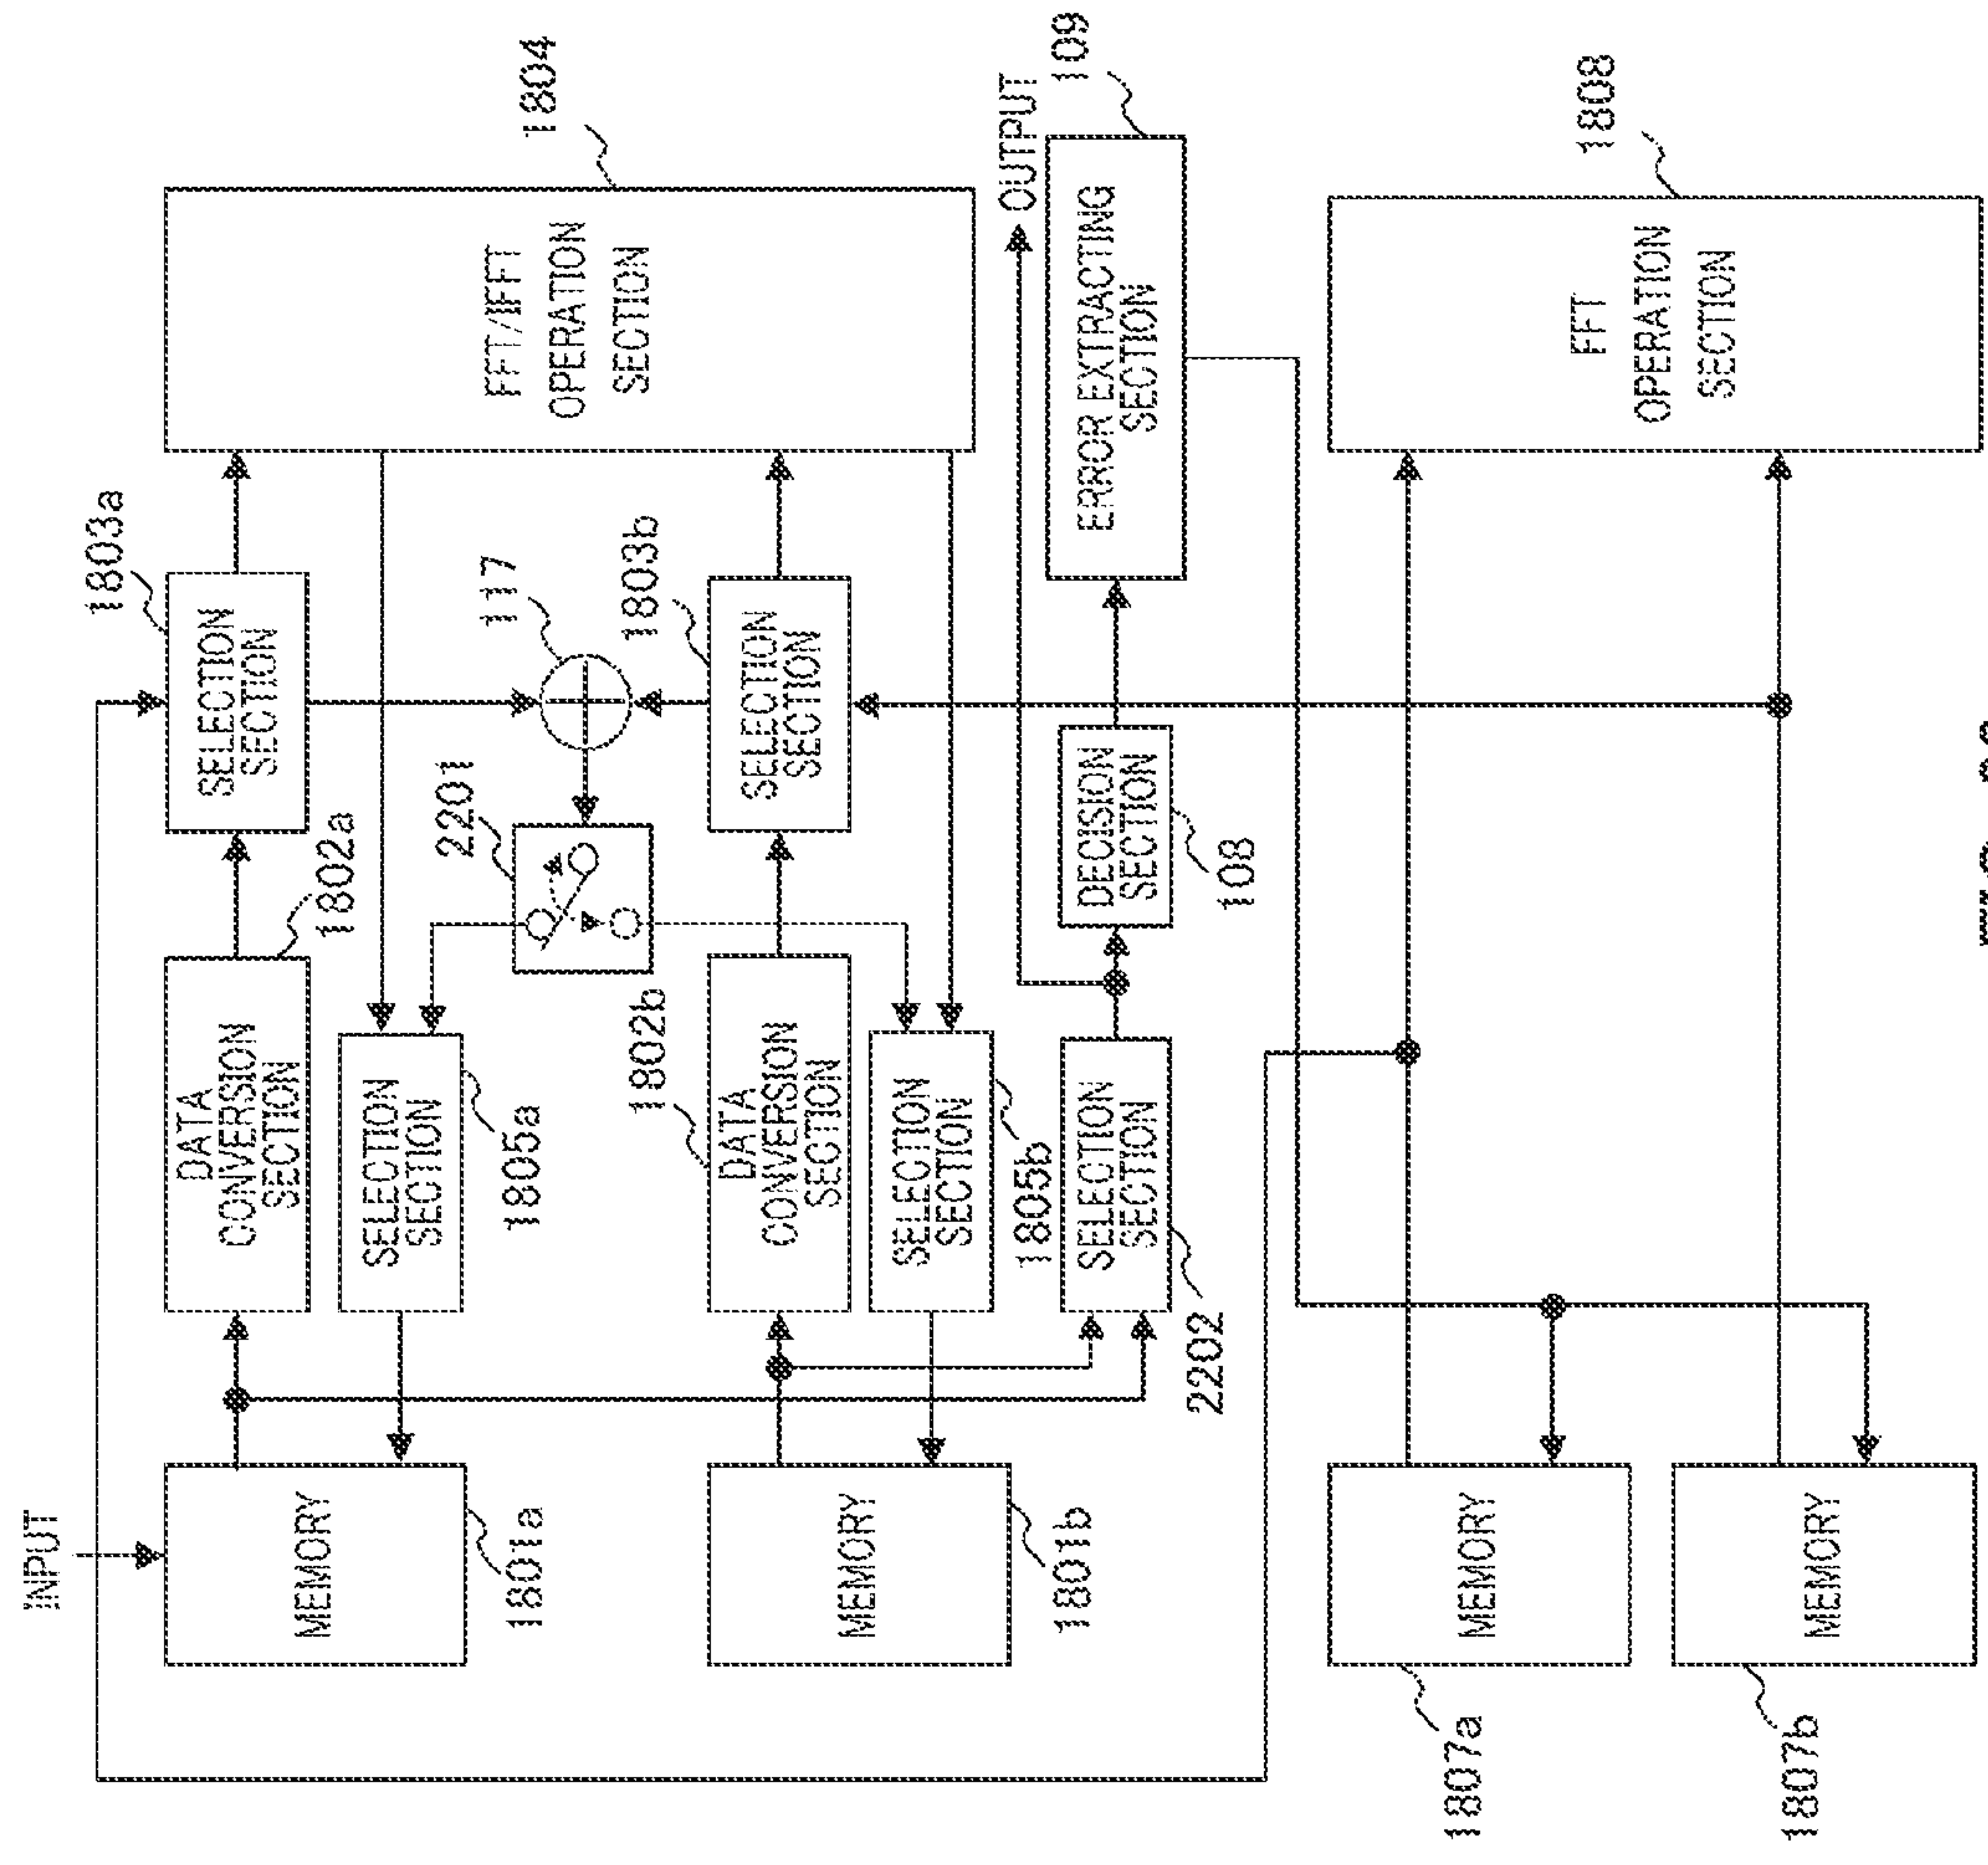 INPUT
MEMORY
1801a
DATA
CONVERSION
SECTION
1802a
SELECTION
SECTION
1803a
FFT/IFFT
OPERATION
SECTION
1804
SELECTION
SECTION
1805a
2201
117
MEMORY
1801b
DATA
CONVERSION
SECTION
1802b
SELECTION
SECTION
1803b
SELECTION
SECTION
1805b
SELECTION
SECTION
2202
DECISION
SECTION
108
OUTPUT
ERROR EXTRACTING
SECTION
109
MEMORY
1807a
MEMORY
1807b
FFT
OPERATION
SECTION
1808